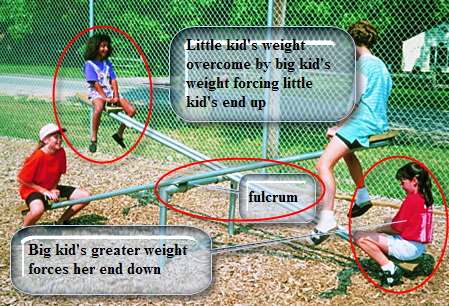 Little kid's weight
overcome by big kid's
weight forcing little
kid's end up
fulcrum
Big kid's greater weight
forces her end down